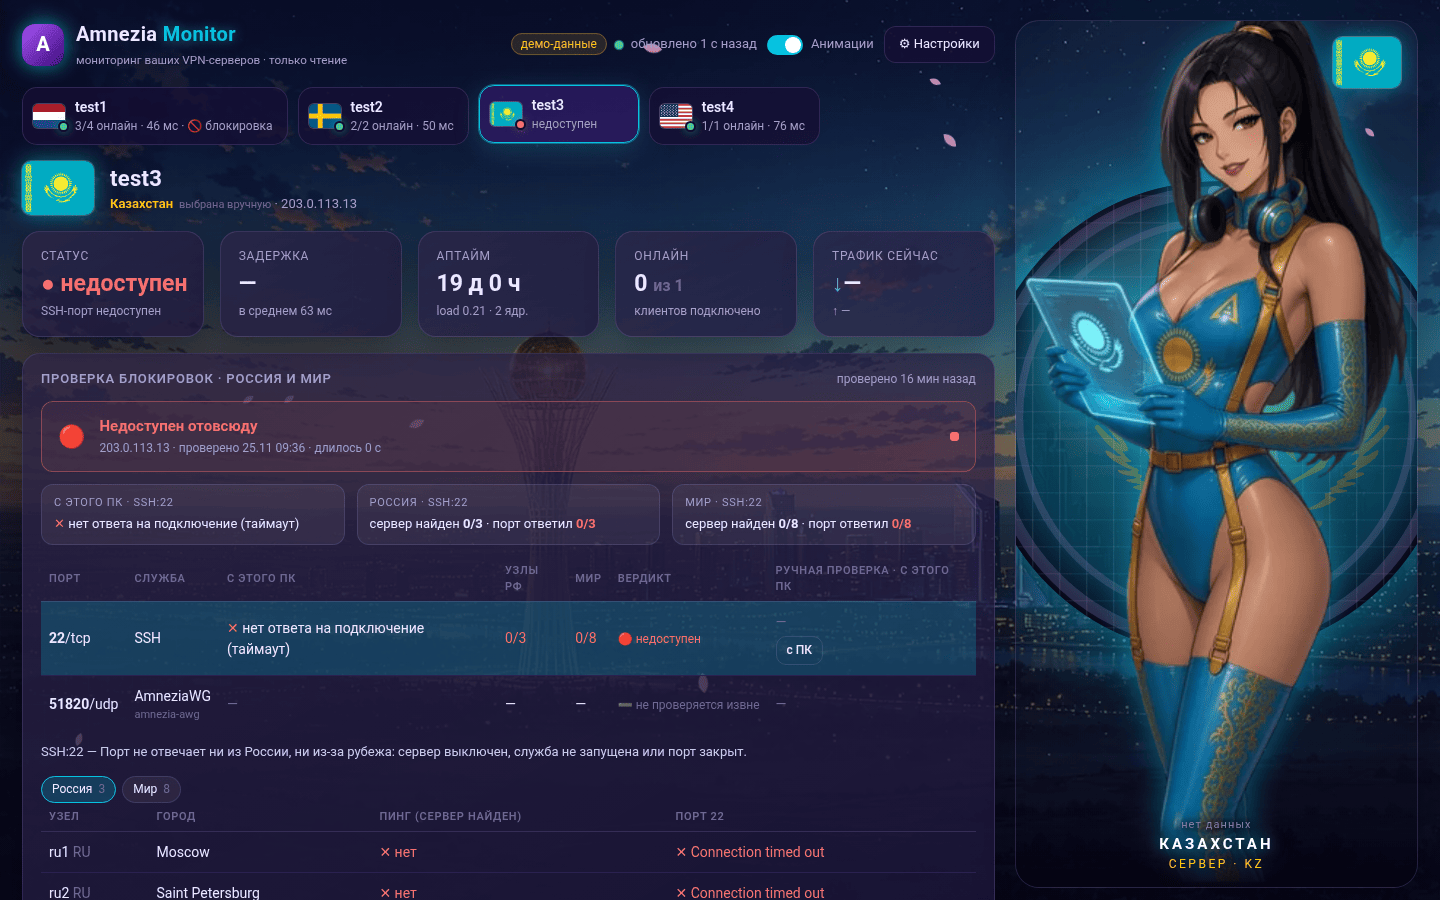 A
Amnezia Monitor
мониторинг ваших VPN-серверов · только чтение
демо-данные
обновлено 1 с назад
Анимации
⚙ Настройки
test1
3/4 онлайн · 46 мс · 🚫 блокировка
test2
2/2 онлайн · 50 мс
test3
недоступен
test4
1/1 онлайн · 76 мс
test3
Казахстан выбрана вручную · 203.0.113.13
СТАТУС
● недоступен
SSH-порт недоступен
ЗАДЕРЖКА
—
в среднем 63 мс
АПТАЙМ
19 д 0 ч
load 0.21 · 2 ядр.
ОНЛАЙН
0 из 1
клиентов подключено
ТРАФИК СЕЙЧАС
↓—
↑ —
ПРОВЕРКА БЛОКИРОВОК · РОССИЯ И МИР
проверено 16 мин назад
Недоступен отовсюду
203.0.113.13 · проверено 25.11 09:36 · длилось 0 с
С ЭТОГО ПК · SSH:22
✕ нет ответа на подключение (таймаут)
РОССИЯ · SSH:22
сервер найден 0/3 · порт ответил 0/3
МИР · SSH:22
сервер найден 0/8 · порт ответил 0/8
ПОРТ
СЛУЖБА
С ЭТОГО ПК
УЗЛЫ
РФ
МИР
ВЕРДИКТ
РУЧНАЯ ПРОВЕРКА · С ЭТОГО
ПК
22/tcp
SSH
✕ нет ответа на подключение
(таймаут)
0/3
0/8
🔴 недоступен
—
с ПК
51820/udp
AmneziaWG
amnezia-awg
—
—
—
➖ не проверяется извне
—
SSH:22 — Порт не отвечает ни из России, ни из-за рубежа: сервер выключен, служба не запущена или порт закрыт.
Россия 3
Мир 8
УЗЕЛ
ГОРОД
ПИНГ (СЕРВЕР НАЙДЕН)
ПОРТ 22
ru1 RU
Moscow
✕ нет
✕ Connection timed out
ru2 RU
Saint Petersburg
✕ нет
✕ Connection timed out
нет данных
КАЗАХСТАН
СЕРВЕР · KZ